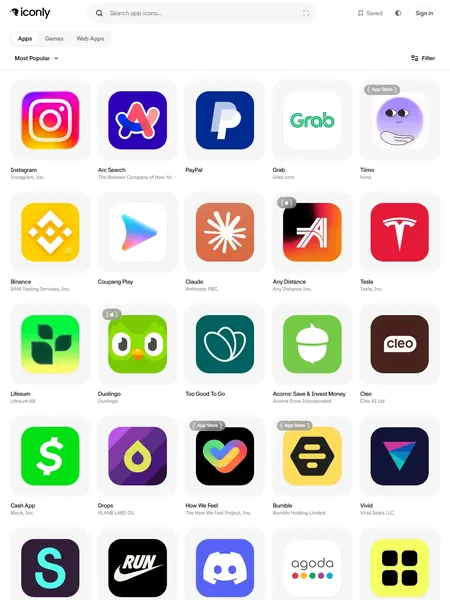 iconly
Search app icons...
Saved
Sign in
Apps
Games
Web Apps
Most Popular
Filter
Grab
App Store
Instagram
Instagram, Inc.
Arc Search
The Browser Company of New Yo
PayPal
Grab
Grab.com
Tiimo
tiimo
Binance
BAM Trading Services, Inc.
Coupang Play
Claude
Anthropic PBC
Any Distance
Any Distance Inc.
Tesla
Tesla, Inc.
cleo
Lifesum
Lifesum AB
Duolingo
Duolingo
Too Good To Go
Acorns: Save & Invest Money
Acorns Grow Incorporated
Cleo
Cleo AI Ltd
$
App Store
App Store
Cash App
Block, Inc.
Drops
PLANB LABS OU
How We Feel
The How We Feel Project, Inc.
Bumble
Bumble Holding Limited
Vivid
Vivid Seats LLC
S
RUN
agoda